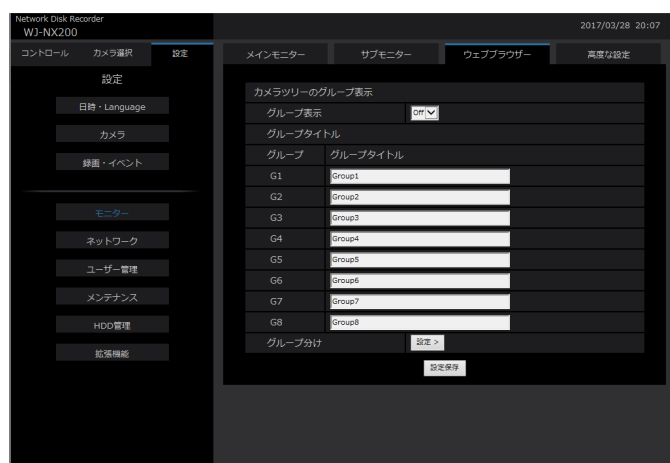 Network Disk Recorder
WJ-NX200
2017/03/28 20:07
コントロール カメラ選択 設定
メインモニター サブモニター ウェブブラウザー 高度な設定
設定
日時・Language
カメラ
録画・イベント
モニター
ネットワーク
ユーザー管理
メンテナンス
HDD管理
拡張機能
カメラツリーのグループ表示
グループ表示 Off
グループタイトル
グループ グループタイトル
G1 Group1
G2 Group2
G3 Group3
G4 Group4
G5 Group5
G6 Group6
G7 Group7
G8 Group8
グループ分け 設定 >
設定保存